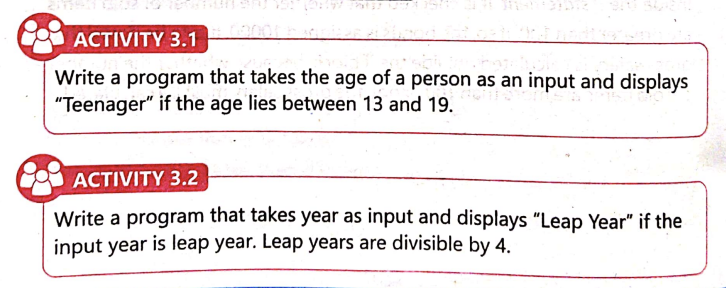 ACTIVITY 3.1
Write a program that takes the age of a person as an input and displays
“Teenager” if the age lies between 13 and 19.
ACTIVITY 3.2
Write a program that takes year as input and displays “Leap Year” if the
input year is leap year. Leap years are divisible by 4.